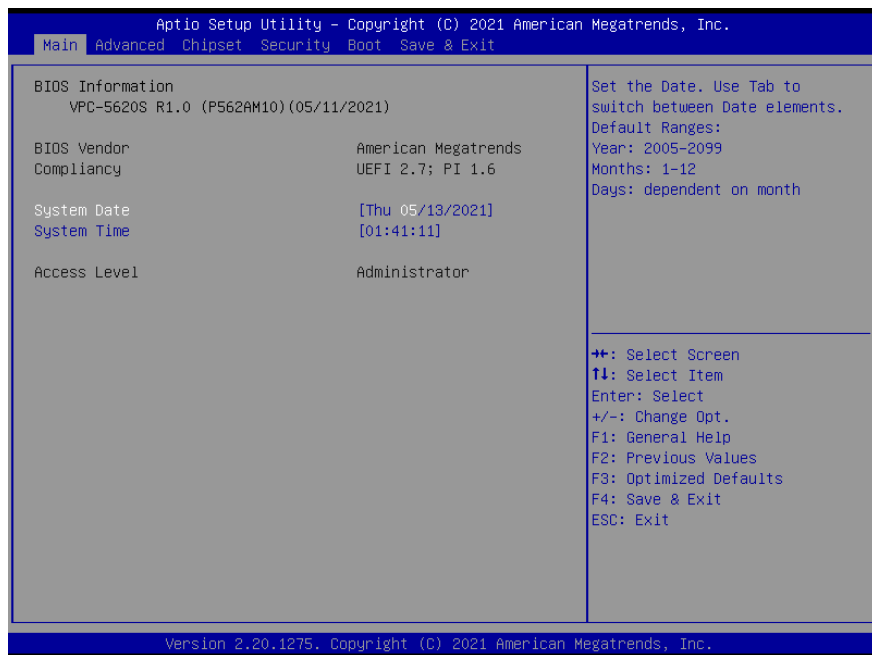 Aptio Setup Utility – Copyright (C) 2021 American Megatrends, Inc.
Main Advanced Chipset Security Boot Save & Exit
BIOS Information
VPC-5620S R1.0 (P562AM10)(05/11/2021)
BIOS Vendor American Megatrends
Compliancy UEFI 2.7; PI 1.6
System Date [Thu 05/13/2021]
System Time [01:41:11]
Access Level Administrator
Set the Date. Use Tab to
switch between Date elements.
Default Ranges:
Year: 2005-2099
Months: 1-12
Days: dependent on month
→←: Select Screen
↑↓: Select Item
Enter: Select
+/-: Change Opt.
F1: General Help
F2: Previous Values
F3: Optimized Defaults
F4: Save & Exit
ESC: Exit
Version 2.20.1275. Copyright (C) 2021 American Megatrends, Inc.